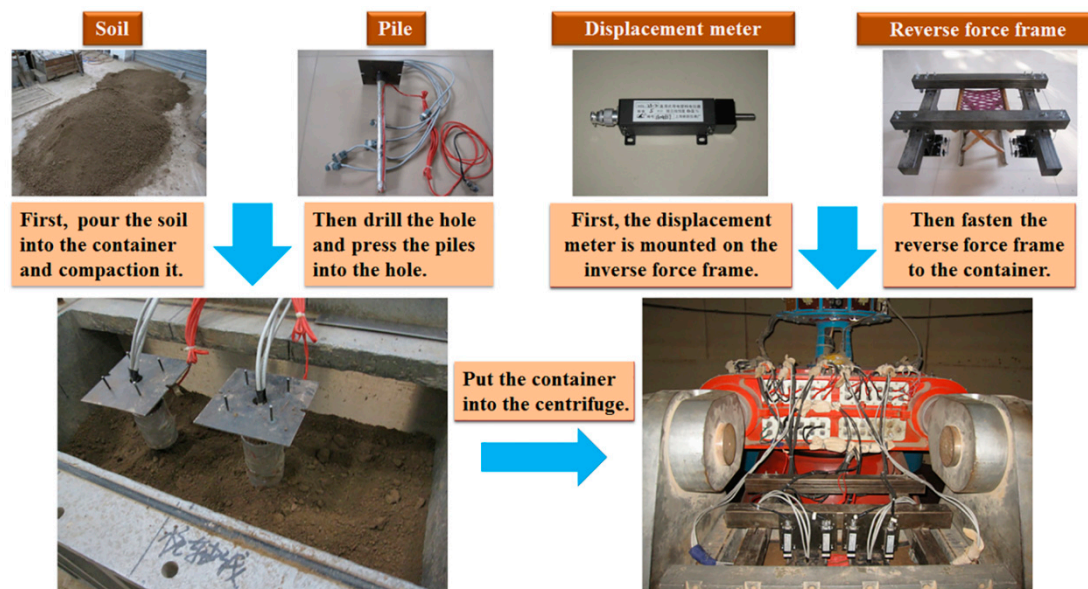 Soil
Pile
Displacement meter
Reverse force frame
First, pour the soil
into the container
and compaction it.
Then drill the hole
and press the piles
into the hole.
First, the displacement
meter is mounted on the
inverse force frame.
Then fasten the
reverse force frame
to the container.
Put the container
into the centrifuge.